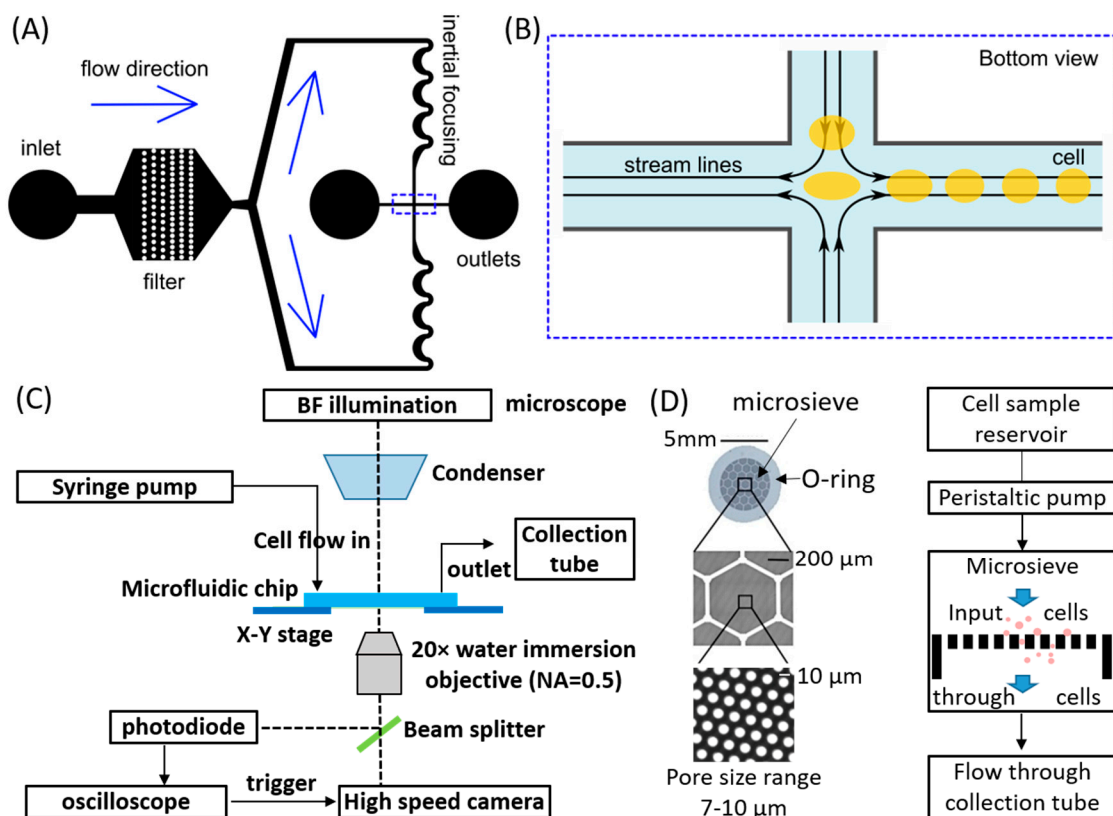 (A)
flow direction
inlet
filter
inertial focusing
outlets
(B)
Bottom view
stream lines
cell
(C)
BF illumination
microscope
Condenser
Syringe pump
Cell flow in
Collection
tube
outlet
Microfluidic chip
X-Y stage
20× water immersion
objective (NA=0.5)
photodiode
Beam splitter
trigger
oscilloscope
High speed camera
(D)
microsieve
5mm
O-ring
200 μm
10 μm
Pore size range
7-10 μm
Cell sample
reservoir
Peristaltic pump
Microsieve
Input cells
through cells
Flow through
collection tube